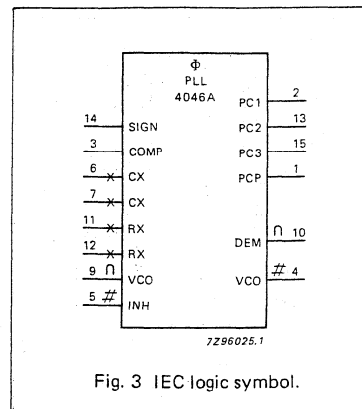 Φ
PLL
4046A
14 SIGN
3 COMP
6 CX
7 CX
11 RX
12 RX
9 ∩ VCO
5 # INH
PC1 2
PC2 13
PC3 15
PCP 1
DEM ∩ 10
VCO # 4
7Z96025.1
Fig. 3 IEC logic symbol.